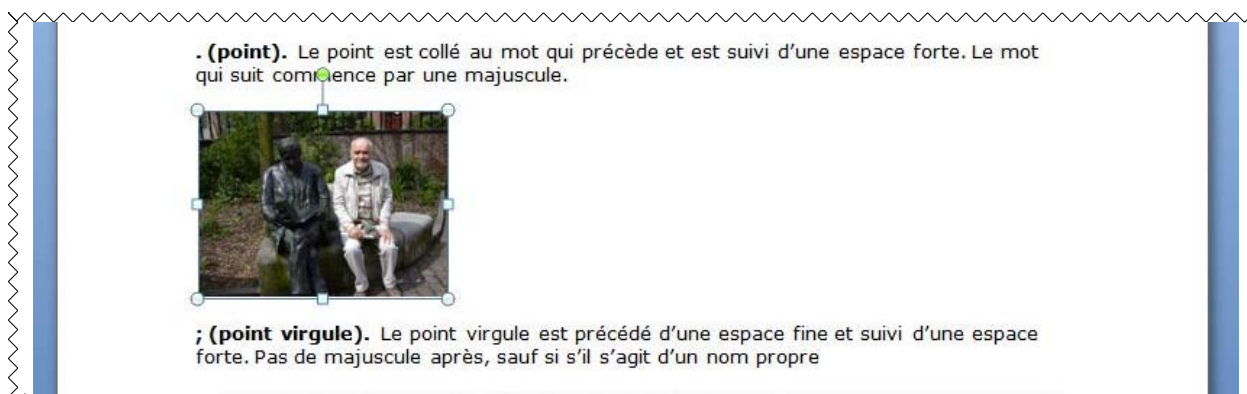 . (point). Le point est collé au mot qui précède et est suivi d’une espace forte. Le mot
qui suit commence par une majuscule.
; (point virgule). Le point virgule est précédé d’une espace fine et suivi d’une espace
forte. Pas de majuscule après, sauf si s’il s’agit d’un nom propre